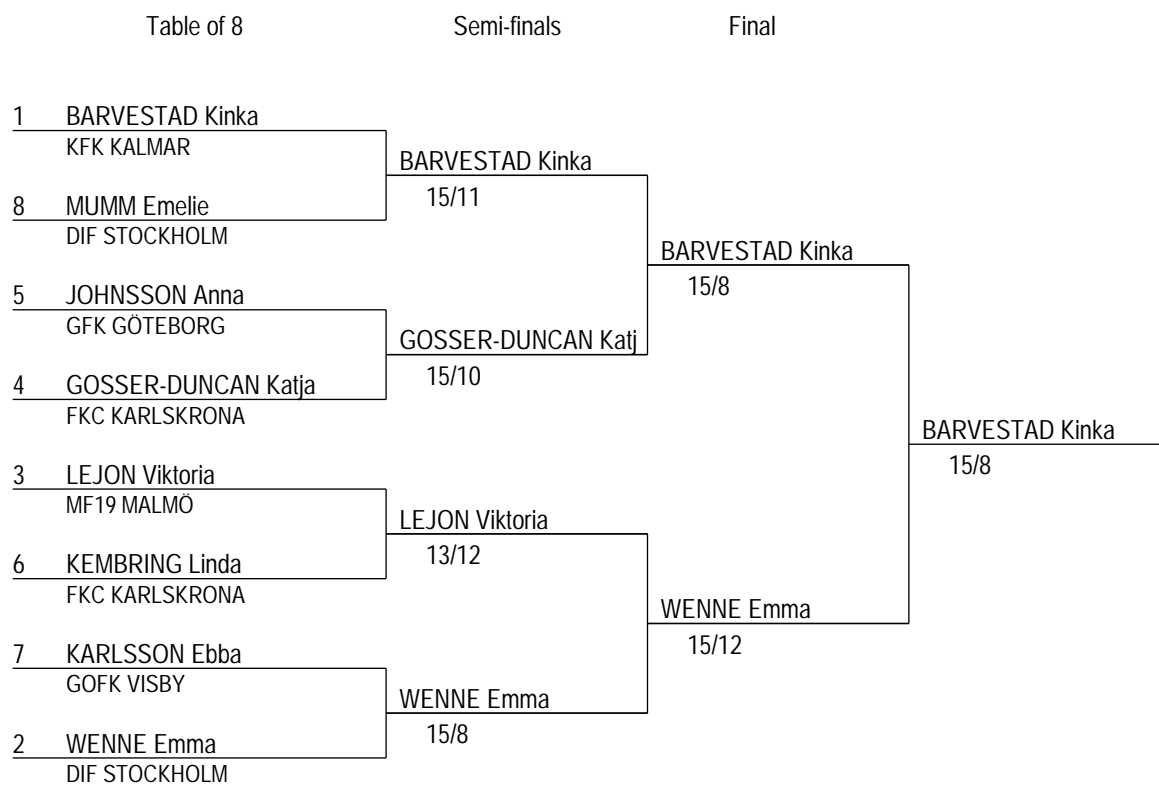 Table of 8 Semi-finals Final
1 BARVESTAD Kinka
KFK KALMAR
BARVESTAD Kinka
15/11
8 MUMM Emelie
DIF STOCKHOLM
BARVESTAD Kinka
15/8
5 JOHNSSON Anna
GFK GÖTEBORG
GOSSER-DUNCAN Katj
15/10
4 GOSSER-DUNCAN Katja
FKC KARLSKRONA
BARVESTAD Kinka
15/8
3 LEJON Viktoria
MF19 MALMÖ
LEJON Viktoria
13/12
6 KEMBRING Linda
FKC KARLSKRONA
WENNE Emma
15/12
7 KARLSSON Ebba
GOFK VISBY
WENNE Emma
15/8
2 WENNE Emma
DIF STOCKHOLM